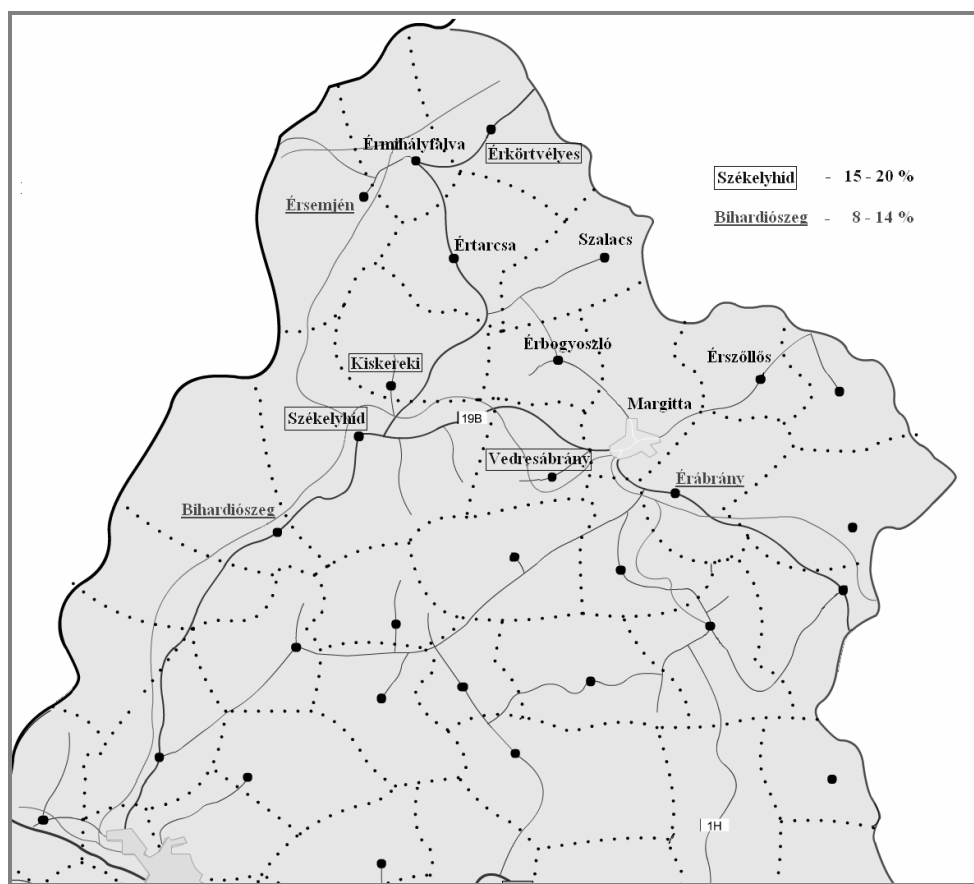 Érmihályfalva
Érkörtvélyes
Székelyhíd - 15 - 20 %
Érsemjén
Bihardiószeg - 8 - 14 %
Értarcsa
Szalacs
Érbogyoszló
Érszőllős
Kiskereki
Margitta
Székelyhíd
19B
Vedresábrány
Érábrány
Bihardiószeg
1H